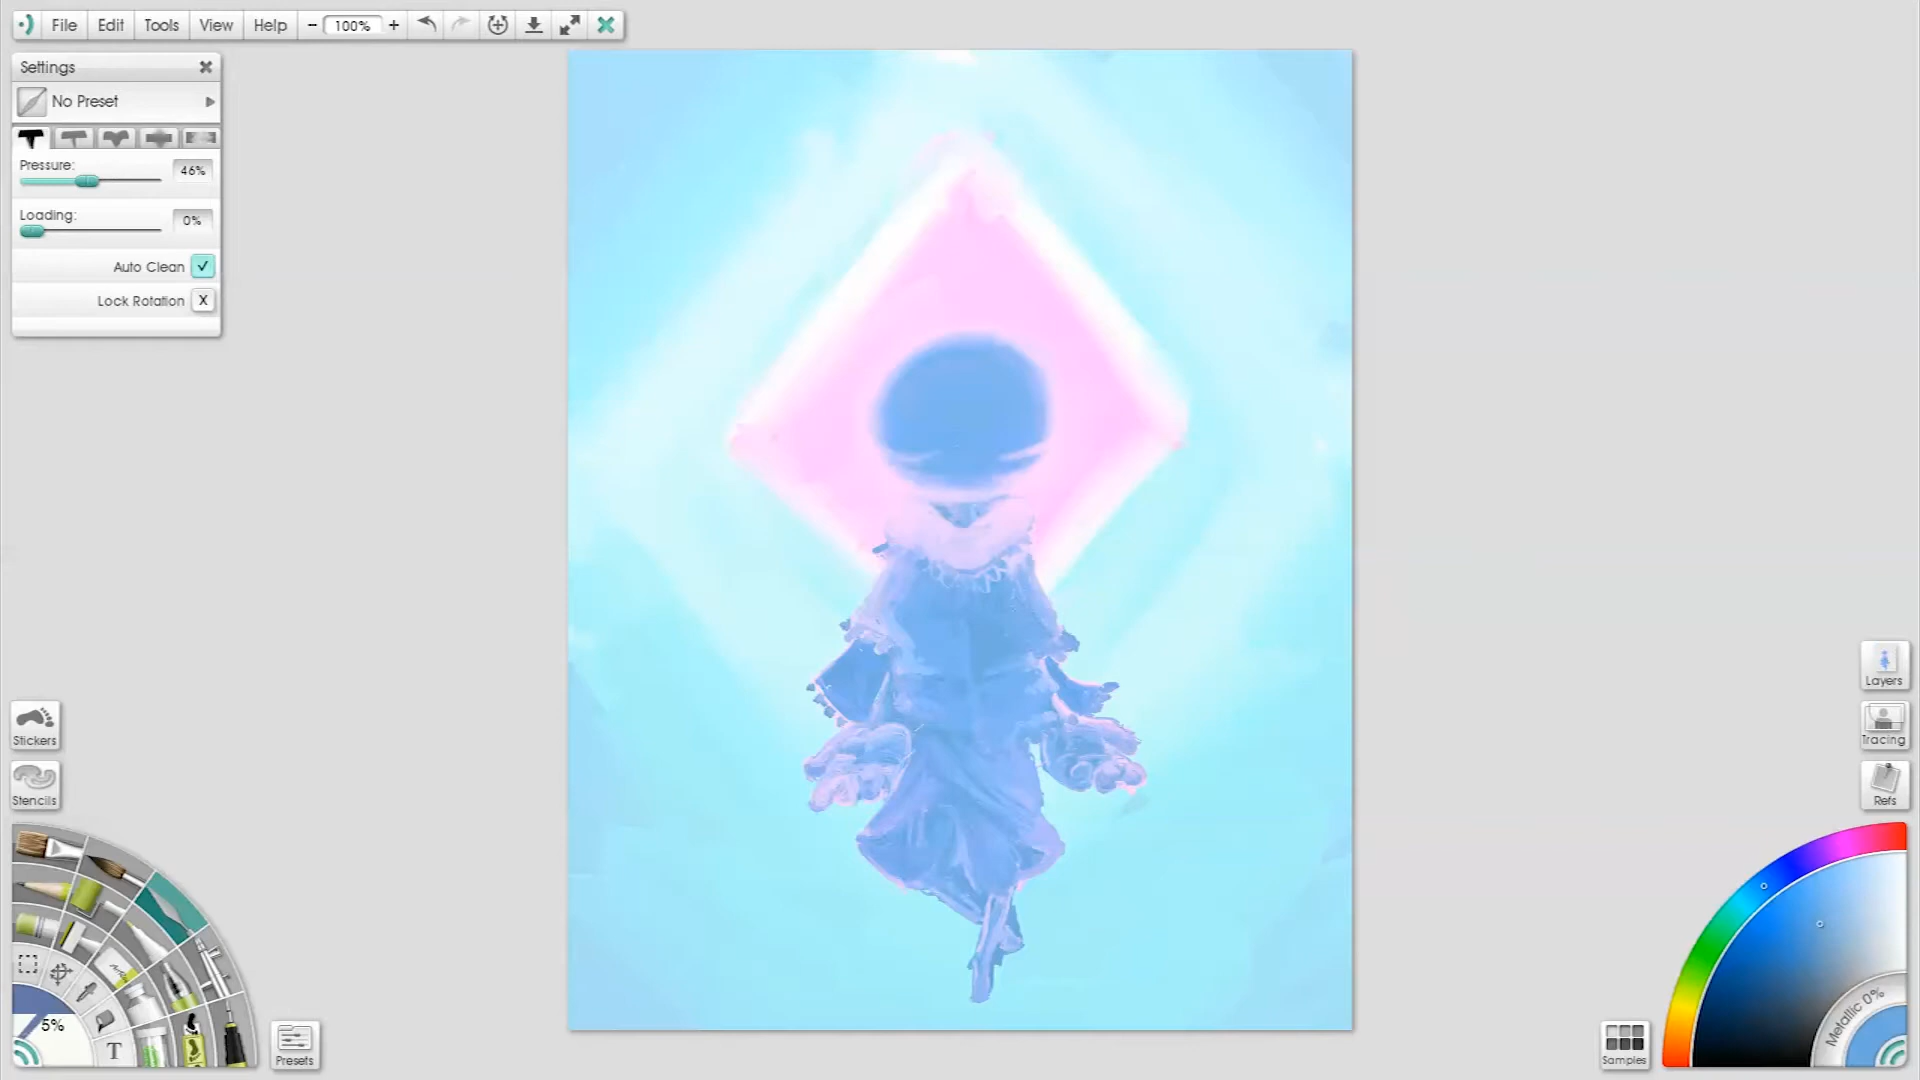 File Edit Tools View Help − 100% +
Settings
No Preset
Pressure:
46%
Loading:
0%
Auto Clean
Lock Rotation X
Layers
Stickers
Tracing
Stencils
Refs
5%
T
Presets
Metallic 0%
Samples